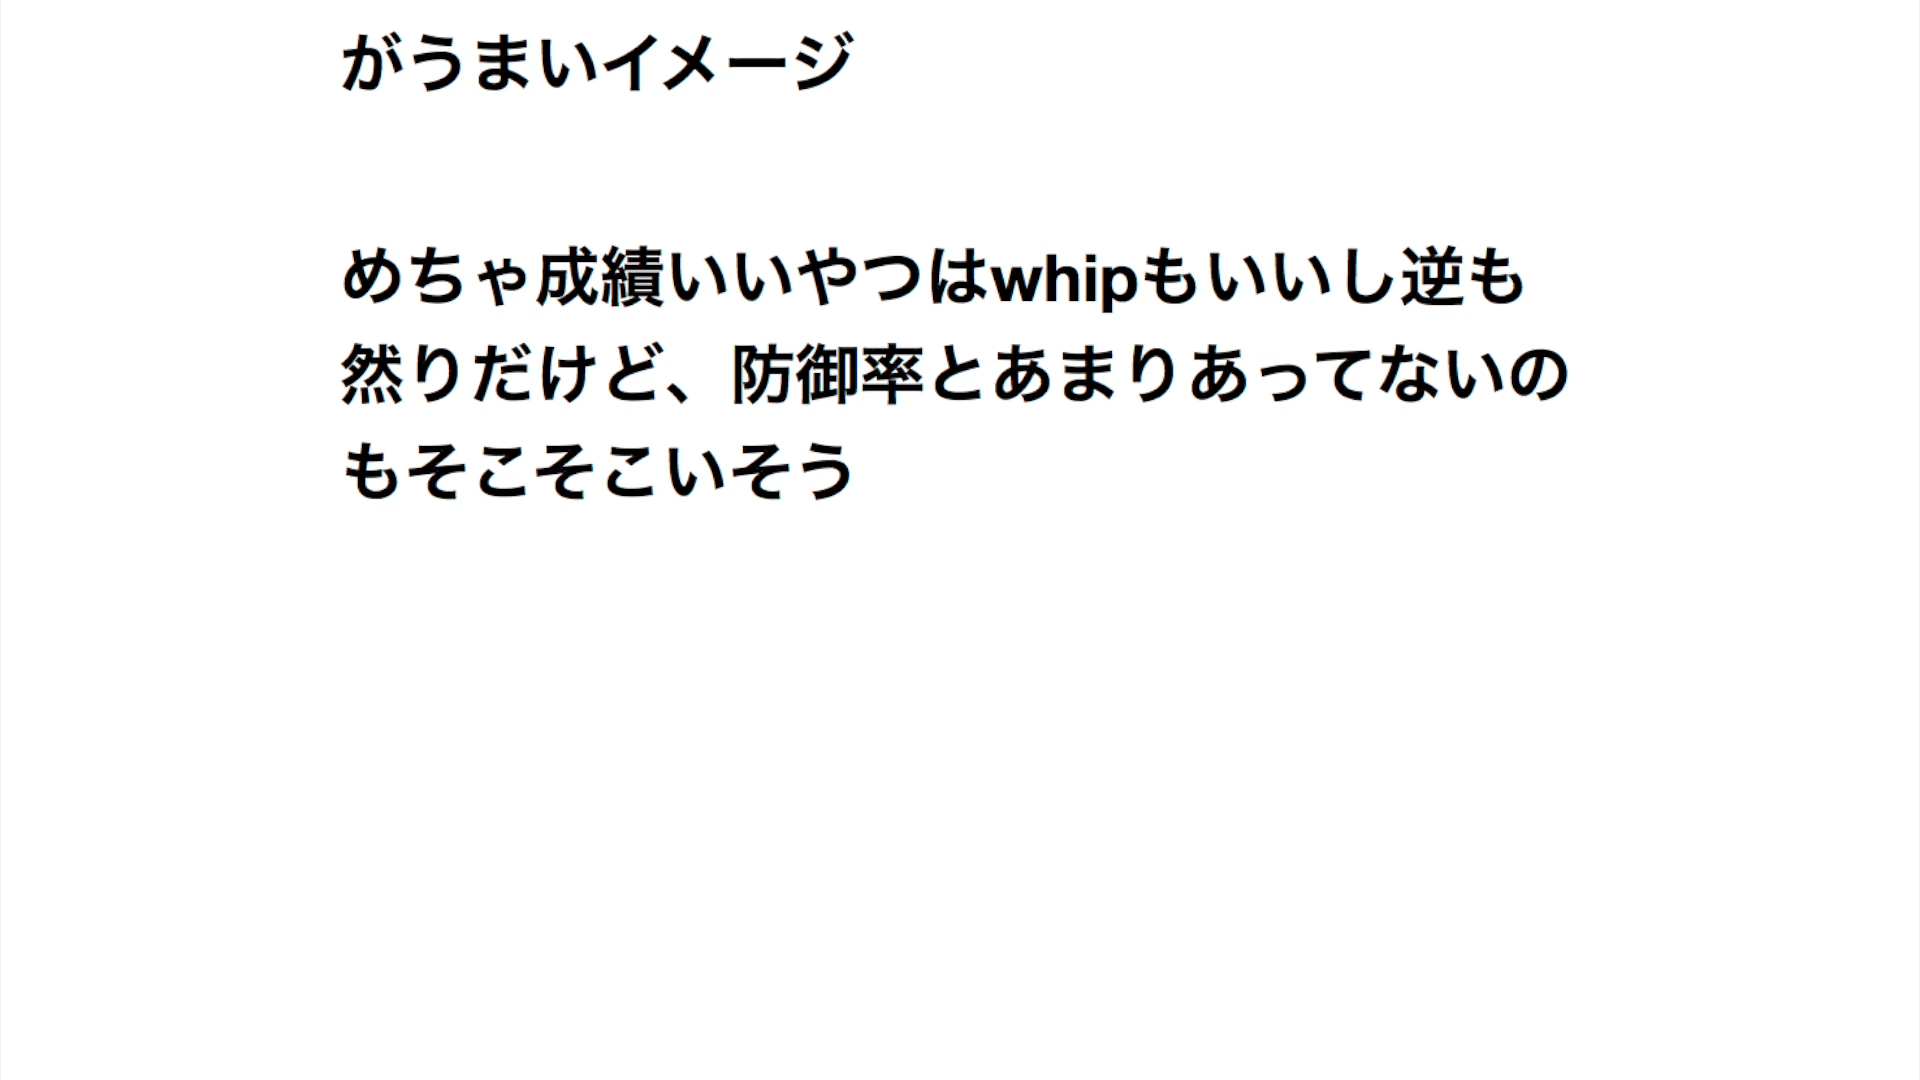 がうまいイメージ
めちゃ成績いいやつはwhipもいいし逆も
然りだけど、防御率とあまりあってないの
もそこそこいそう